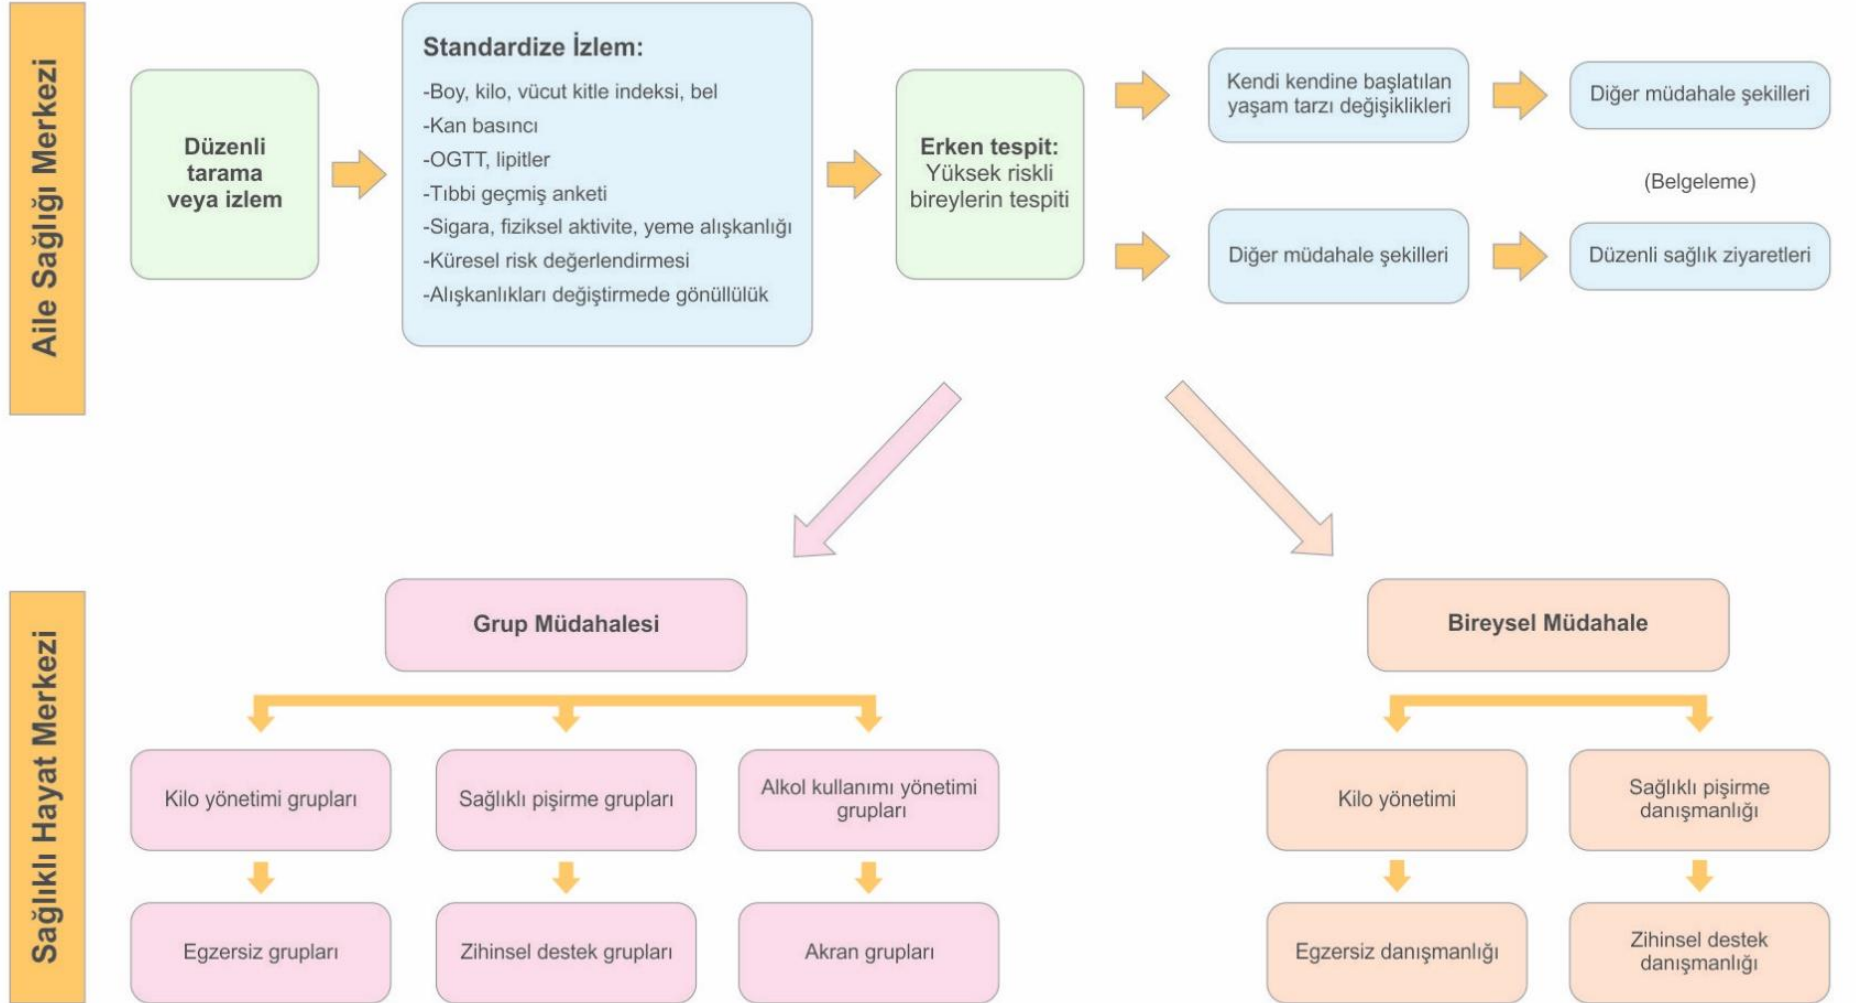 Aile Sağlığı Merkezi
Düzenli
tarama
veya izlem
Standardize İzlem:
-Boy, kilo, vücut kitle indeksi, bel
-Kan basıncı
-OGTT, lipitler
-Tıbbi geçmiş anketi
-Sigara, fiziksel aktivite, yeme alışkanlığı
-Küresel risk değerlendirmesi
-Alışkanlıkları değiştirmede gönüllülük
Erken tespit:
Yüksek riskli
bireylerin tespiti
Kendi kendine başlatılan
yaşam tarzı değişiklikleri
Diğer müdahale şekilleri
(Belgeleme)
Diğer müdahale şekilleri
Düzenli sağlık ziyaretleri
Sağlıklı Hayat Merkezi
Grup Müdahalesi
Kilo yönetimi grupları
Sağlıklı pişirme grupları
Alkol kullanımı yönetimi
grupları
Egzersiz grupları
Zihinsel destek grupları
Akran grupları
Bireysel Müdahale
Kilo yönetimi
Sağlıklı pişirme
danışmanlığı
Egzersiz danışmanlığı
Zihinsel destek
danışmanlığı